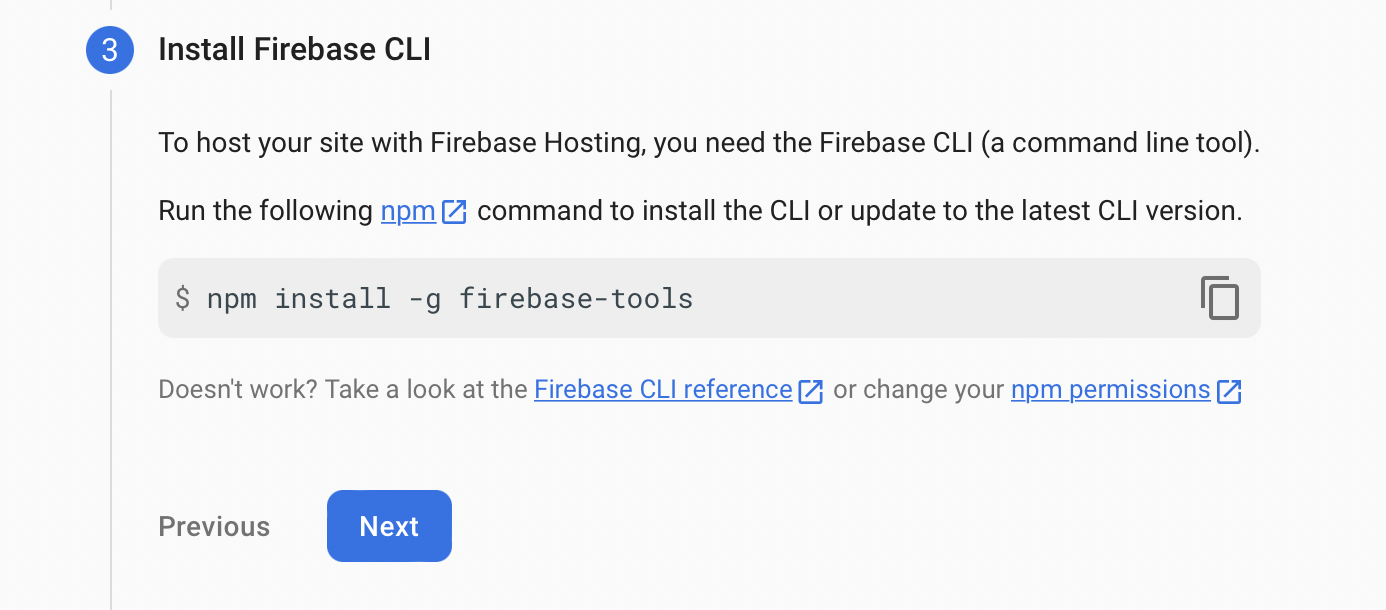 3 Install Firebase CLI
To host your site with Firebase Hosting, you need the Firebase CLI (a command line tool).
Run the following npm command to install the CLI or update to the latest CLI version.
$ npm install -g firebase-tools
Doesn't work? Take a look at the Firebase CLI reference or change your npm permissions
Previous Next